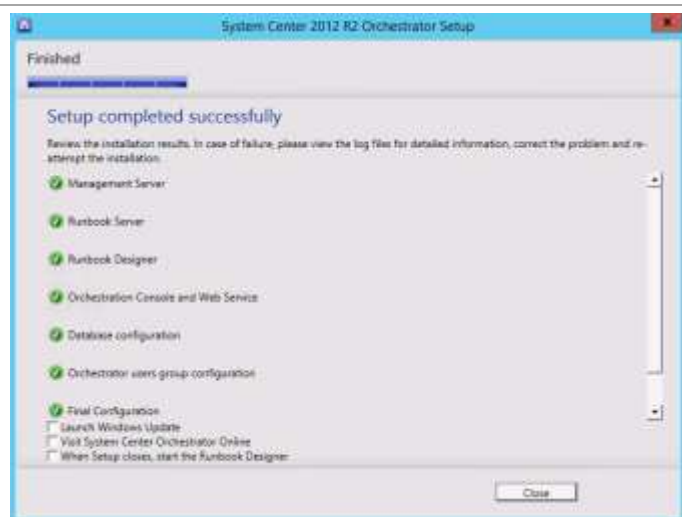 System Center 2012 R2 Orchestrator Setup
Finished
Setup completed successfully
Review the installation results. In case of failure, please view the log files for detailed information, correct the problem and re-
attempt the installation.
Management Server
Runbook Server
Runbook Designer
Orchestration Console and Web Service
Database configuration
Orchestrator users group configuration
Final Configuration
Launch Windows Update
Visit System Center Orchestrator Online
When Setup closes, start the Runbook Designer
Close